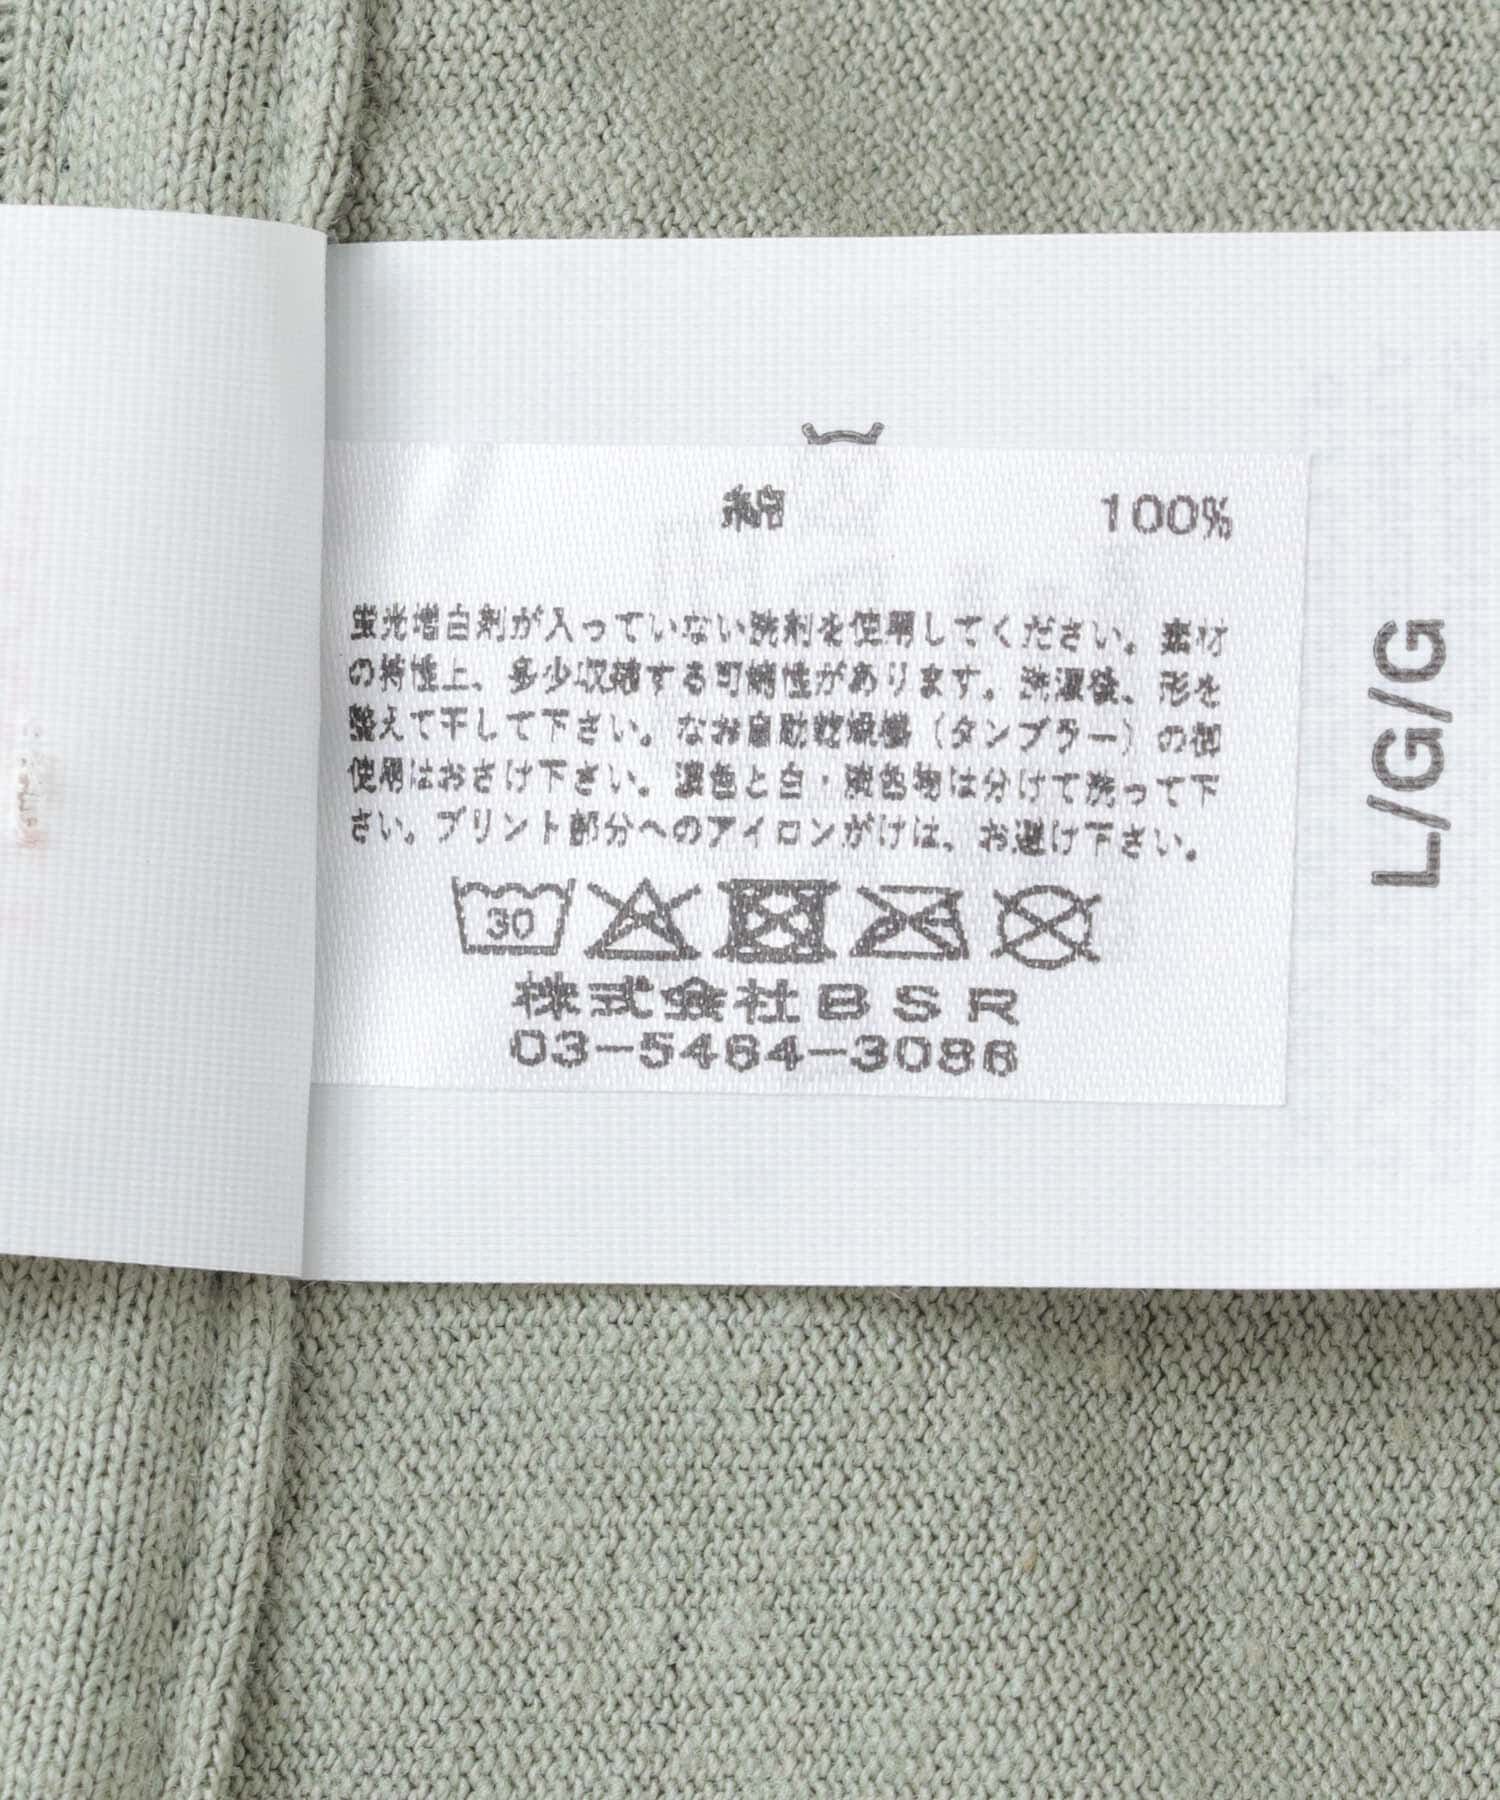 綿 100%
蛍光増白剤が入っていない洗剤を使用してください。素材
の特性上、多少収縮する可能性があります。洗濯後、形を
整えて干して下さい。なお自動乾燥機（タンブラー）の御
使用はおさけ下さい。濃色と白・淡色物は分けて洗って下
さい。プリント部分へのアイロンがけは、お避け下さい。
30
株式会社BSR
03-5464-3086
L/G/G